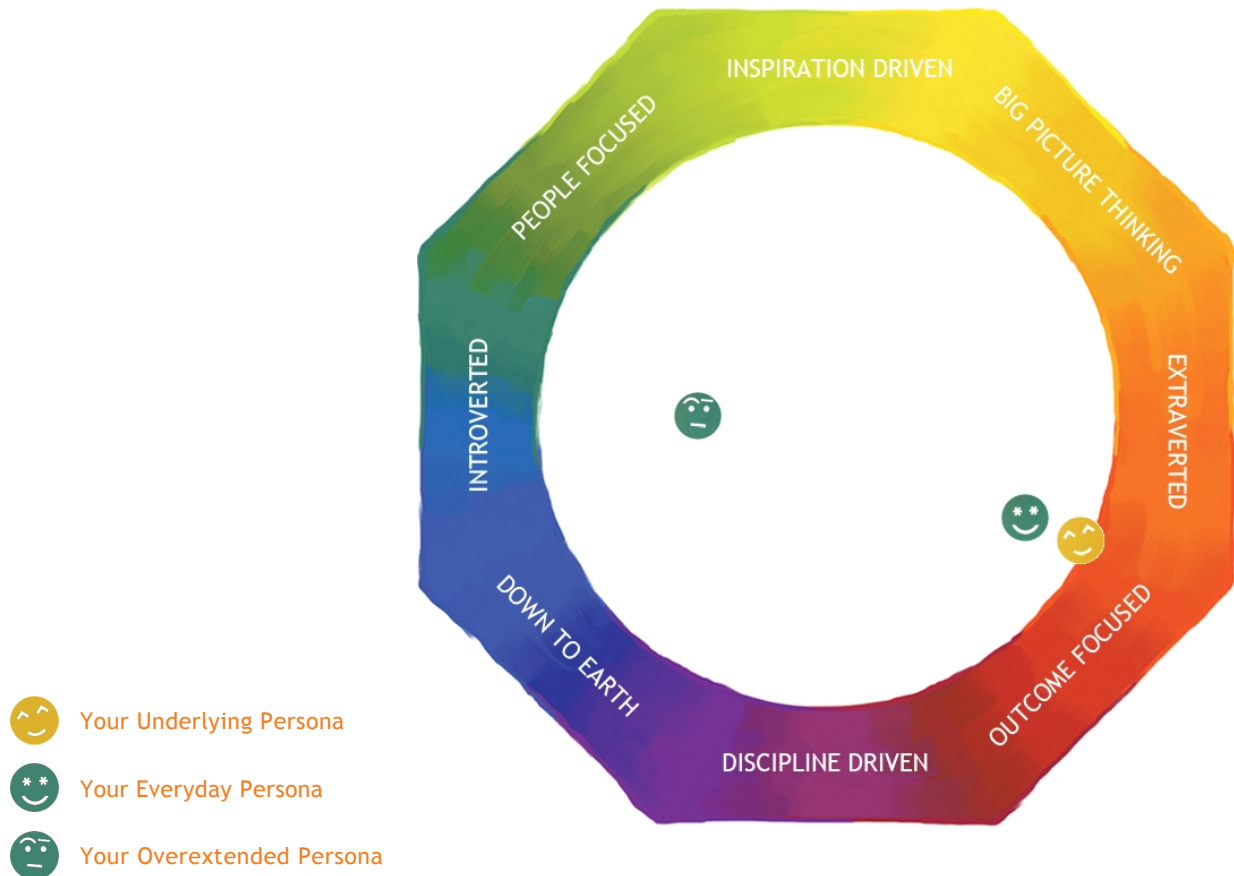 INSPIRATION DRIVEN
BIG PICTURE THINKING
PEOPLE FOCUSED
EXTRAVERTED
INTROVERTED
OUTCOME FOCUSED
DOWN TO EARTH
DISCIPLINE DRIVEN
Your Underlying Persona
Your Everyday Persona
Your Overextended Persona